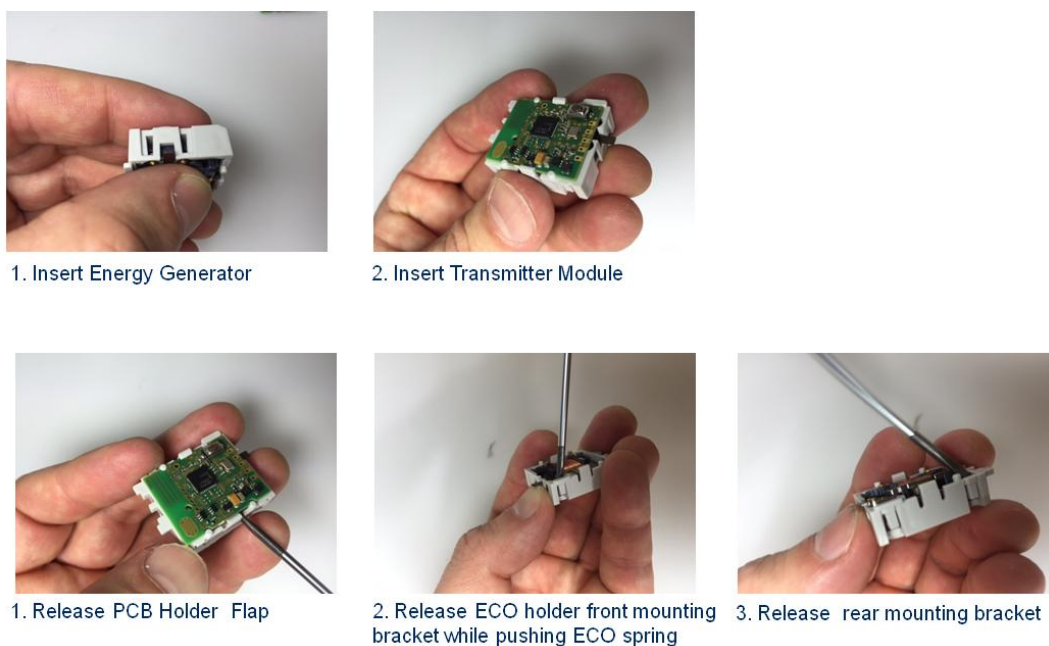 1. Insert Energy Generator
2. Insert Transmitter Module
1. Release PCB Holder Flap
2. Release ECO holder front mounting
bracket while pushing ECO spring
3. Release rear mounting bracket